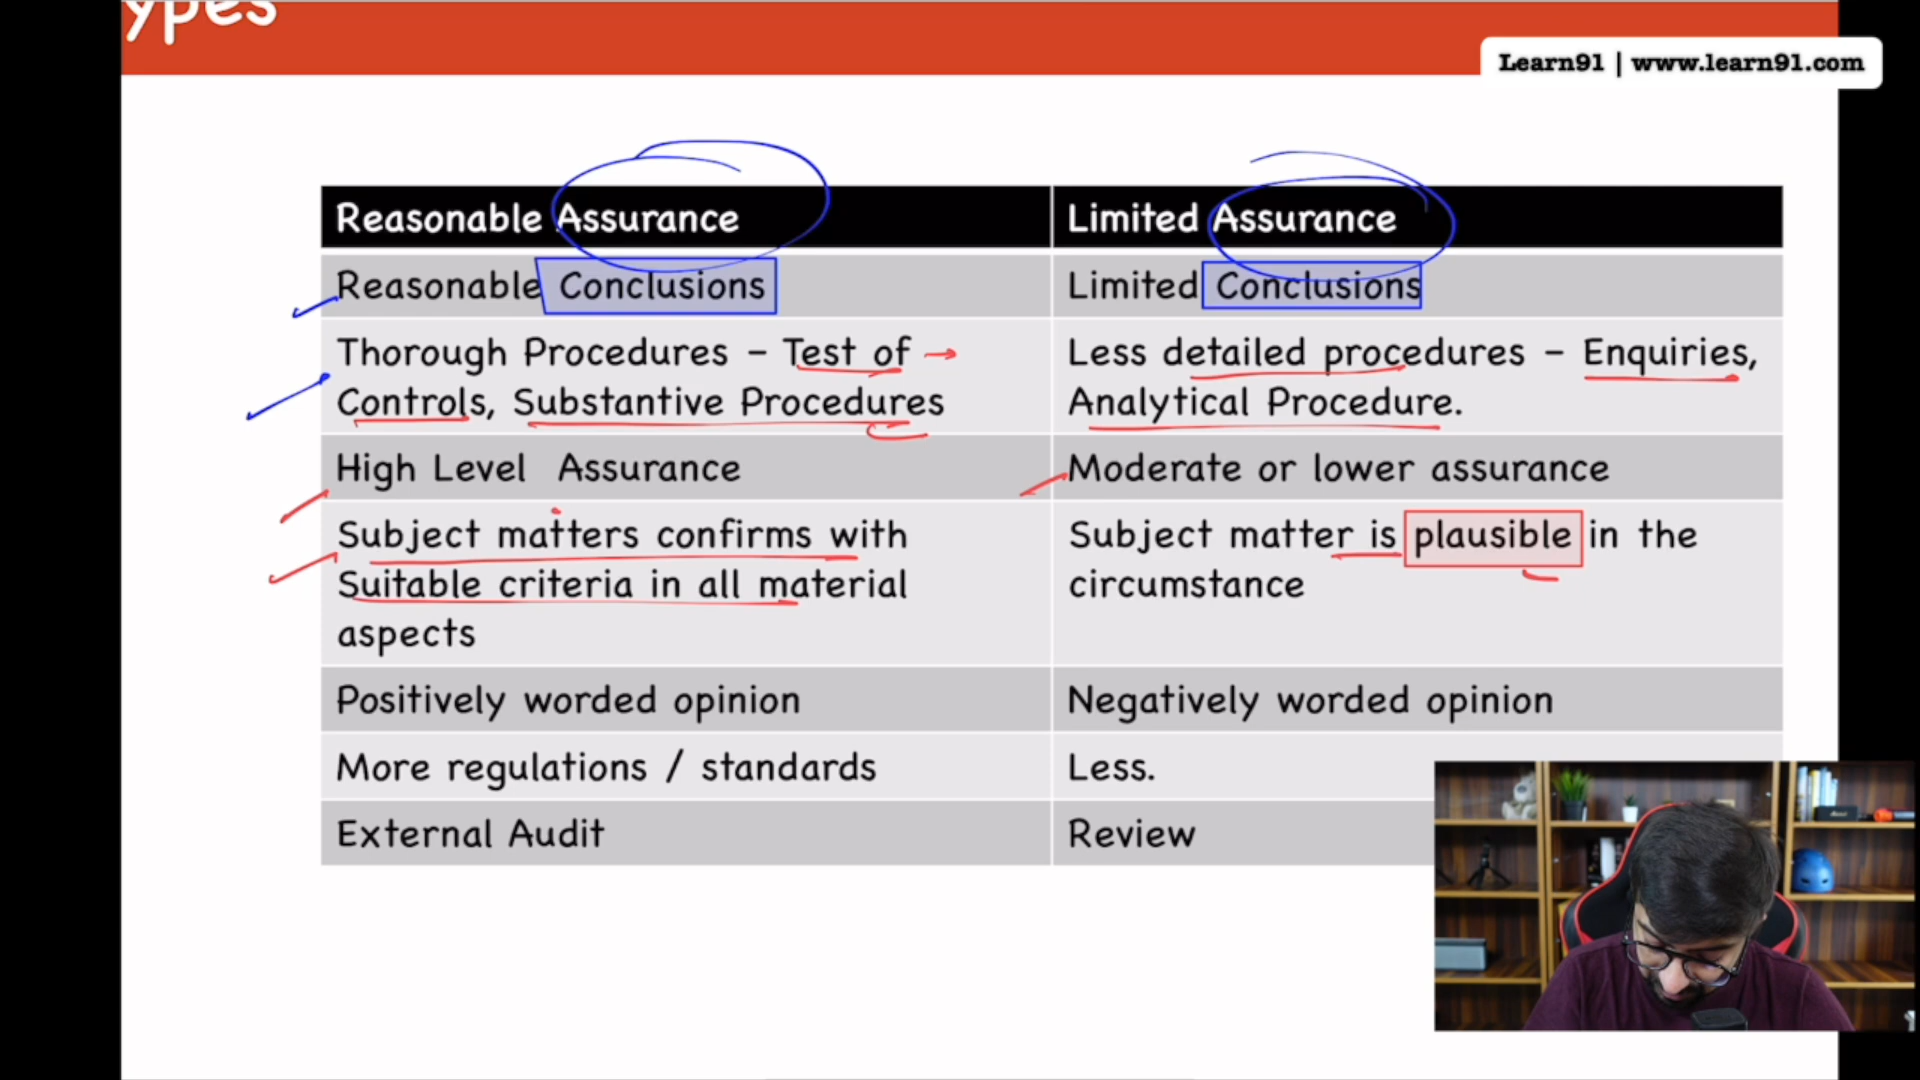 ypes
Learn91 | www.learn91.com
Reasonable Assurance
Limited Assurance
Reasonable Conclusions
Limited Conclusions
Thorough Procedures – Test of
Controls, Substantive Procedures
Less detailed procedures – Enquiries,
Analytical Procedure.
High Level Assurance
Moderate or lower assurance
Subject matters confirms with
Suitable criteria in all material
aspects
Subject matter is plausible in the
circumstance
Positively worded opinion
Negatively worded opinion
More regulations / standards
Less.
External Audit
Review